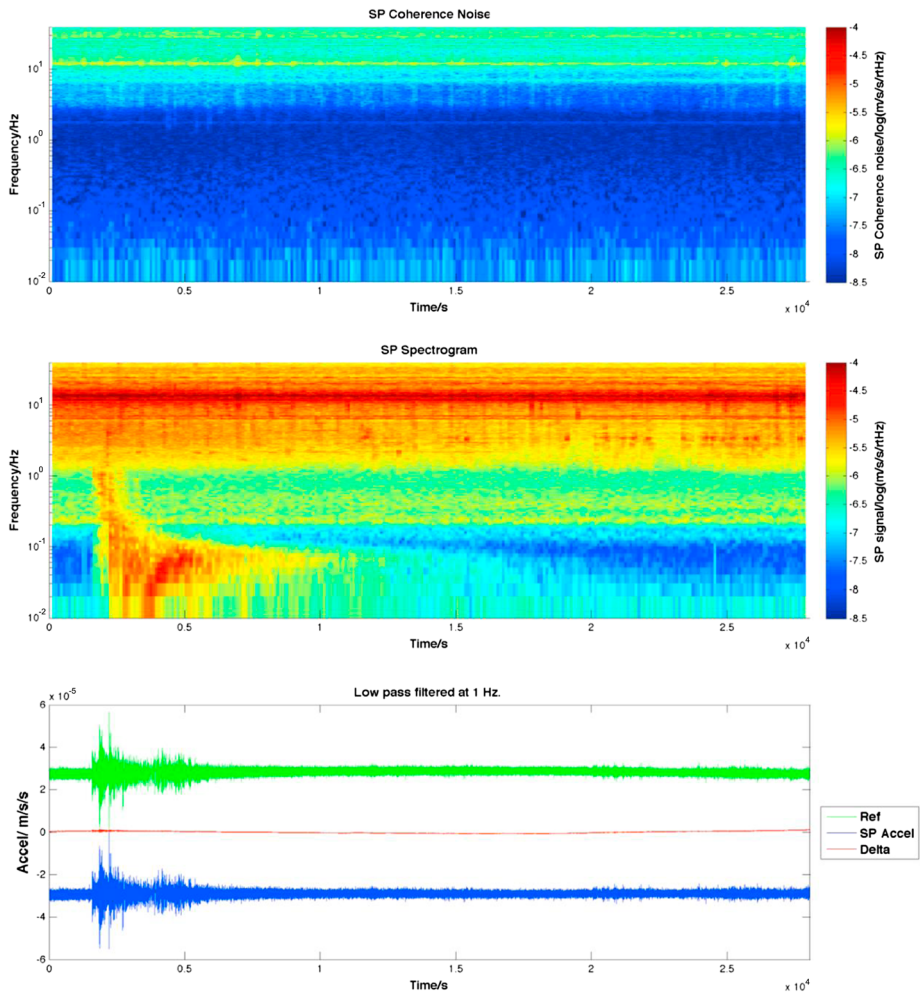 SP Coherence Noise
Frequency/Hz
10^1
10^0
10^-1
10^-2
0 0.5 1 1.5 2 2.5
Time/s
x 10^4
-4
-4.5
-5
-5.5
-6
-6.5
-7
-7.5
-8
-8.5
SP Coherence noise/log(m/s/s/rtHz)
SP Spectrogram
Frequency/Hz
10^1
10^0
10^-1
10^-2
0 0.5 1 1.5 2 2.5
Time/s
x 10^4
-4
-4.5
-5
-5.5
-6
-6.5
-7
-7.5
-8
-8.5
SP signal/log(m/s/s/rtHz)
x 10^-5
Low pass filtered at 1 Hz.
Accel/ m/s/s
6
4
2
0
-2
-4
-6
0 0.5 1 1.5 2 2.5
Time/s
x 10^4
Ref
SP Accel
Delta